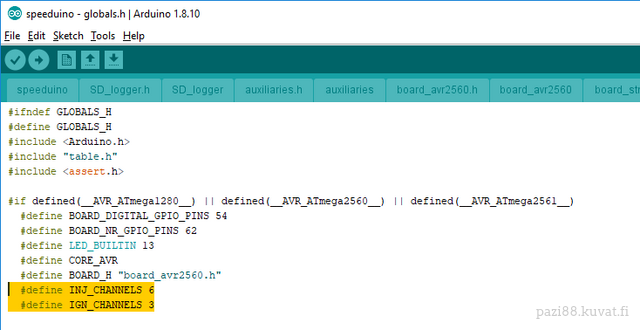 speeduino - globals.h | Arduino 1.8.10
File Edit Sketch Tools Help
speeduino SD_logger.h SD_logger auxiliaries.h auxiliaries board_avr2560.h board_avr2560 board_st
#ifndef GLOBALS_H
#define GLOBALS_H
#include <Arduino.h>
#include "table.h"
#include <assert.h>
#if defined(__AVR_ATmega1280__) || defined(__AVR_ATmega2560__) || defined(__AVR_ATmega2561__)
#define BOARD_DIGITAL_GPIO_PINS 54
#define BOARD_NR_GPIO_PINS 62
#define LED_BUILTIN 13
#define CORE_AVR
#define BOARD_H "board_avr2560.h"
#define INJ_CHANNELS 6
#define IGN_CHANNELS 3
pazi88.kuvat.fi